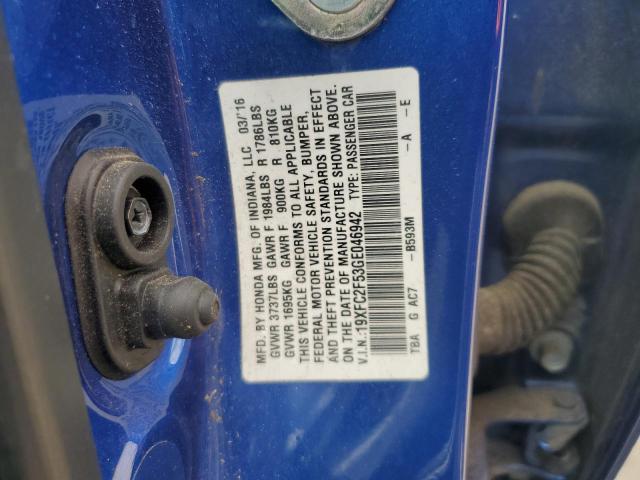 MFD. BY HONDA MFG. OF INDIANA, LLC 03/16
GVWR 3737LBS GAWR F 1984LBS R 1786LBS
GVWR 1695KG GAWR F 900KG R 810KG
THIS VEHICLE CONFORMS TO ALL APPLICABLE
FEDERAL MOTOR VEHICLE SAFETY, BUMPER,
AND THEFT PREVENTION STANDARDS IN EFFECT
ON THE DATE OF MANUFACTURE SHOWN ABOVE.
V.I.N.:19XFC2F53GE046942 TYPE: PASSENGER CAR
TBA G AC7 -B593M -A -E